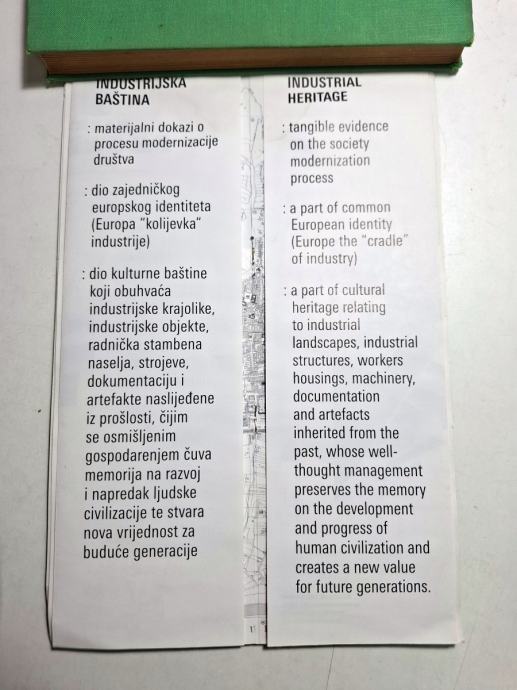 INDUSTRIJSKA
BAŠTINA
: materijalni dokazi o
procesu modernizacije
društva
: dio zajedničkog
europskog identiteta
(Europa "kolijevka"
industrije)
: dio kulturne baštine
koji obuhvaća
industrijske krajolike,
industrijske objekte,
radnička stambena
naselja, strojeve,
dokumentaciju i
artefakte naslijeđene
iz prošlosti, čijim
se osmišljenim
gospodarenjem čuva
memorija na razvoj
i napredak ljudske
civilizacije te stvara
nova vrijednost za
buduće generacije
INDUSTRIAL
HERITAGE
: tangible evidence
on the society
modernization
process
: a part of common
European identity
(Europe the "cradle"
of industry)
: a part of cultural
heritage relating
to industrial
landscapes, industrial
structures, workers
housings, machinery,
documentation
and artefacts
inherited from the
past, whose well-
thought management
preserves the memory
on the development
and progress of
human civilization and
creates a new value
for future generations.